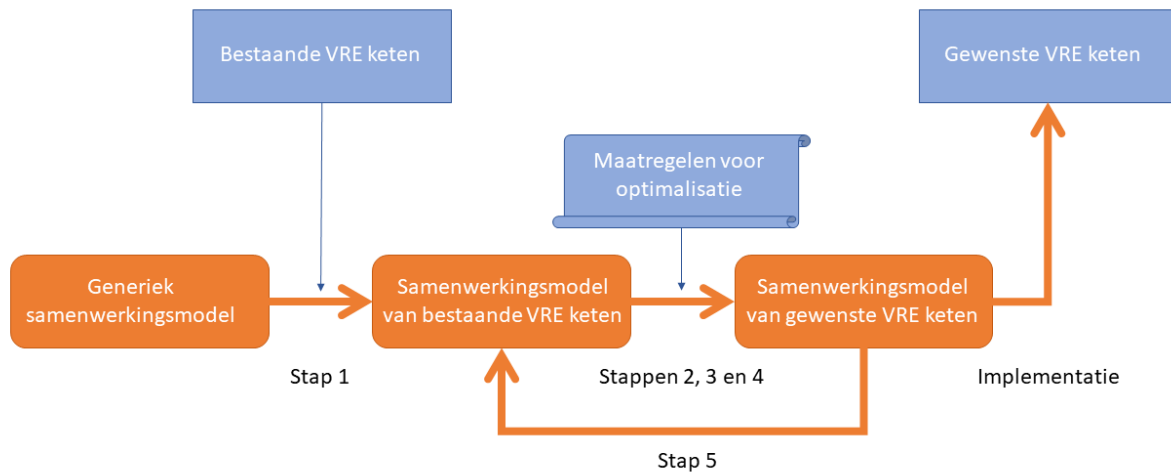 Bestaande VRE keten
Gewenste VRE keten
Maatregelen voor
optimalisatie
Generiek
samenwerkingsmodel
Samenwerkingsmodel
van bestaande VRE keten
Samenwerkingsmodel
van gewenste VRE keten
Stap 1
Stappen 2, 3 en 4
Implementatie
Stap 5